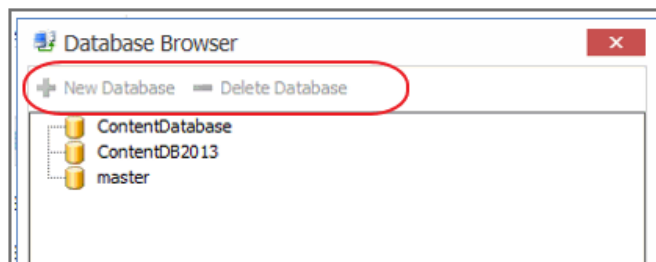 Database Browser
New Database Delete Database
ContentDatabase
ContentDB2013
master